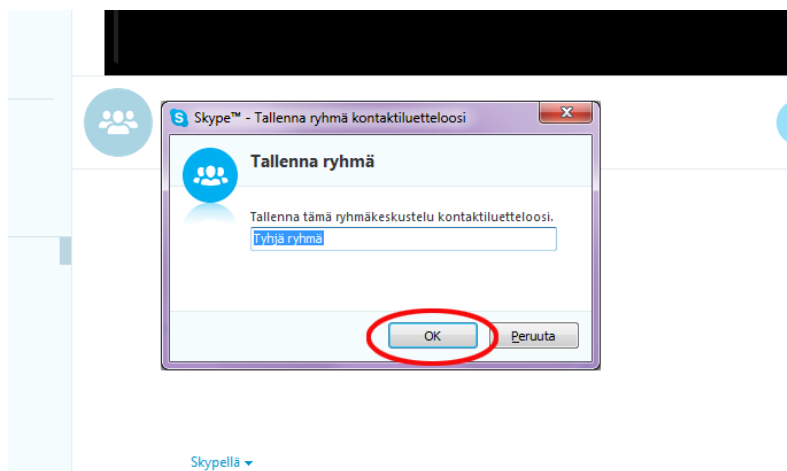 Skype™ - Tallenna ryhmä kontaktiluetteloosi
Tallenna ryhmä
Tallenna tämä ryhmäkeskustelu kontaktiluetteloosi.
Tyhjä ryhmä
OK
Peruuta
Skypellä